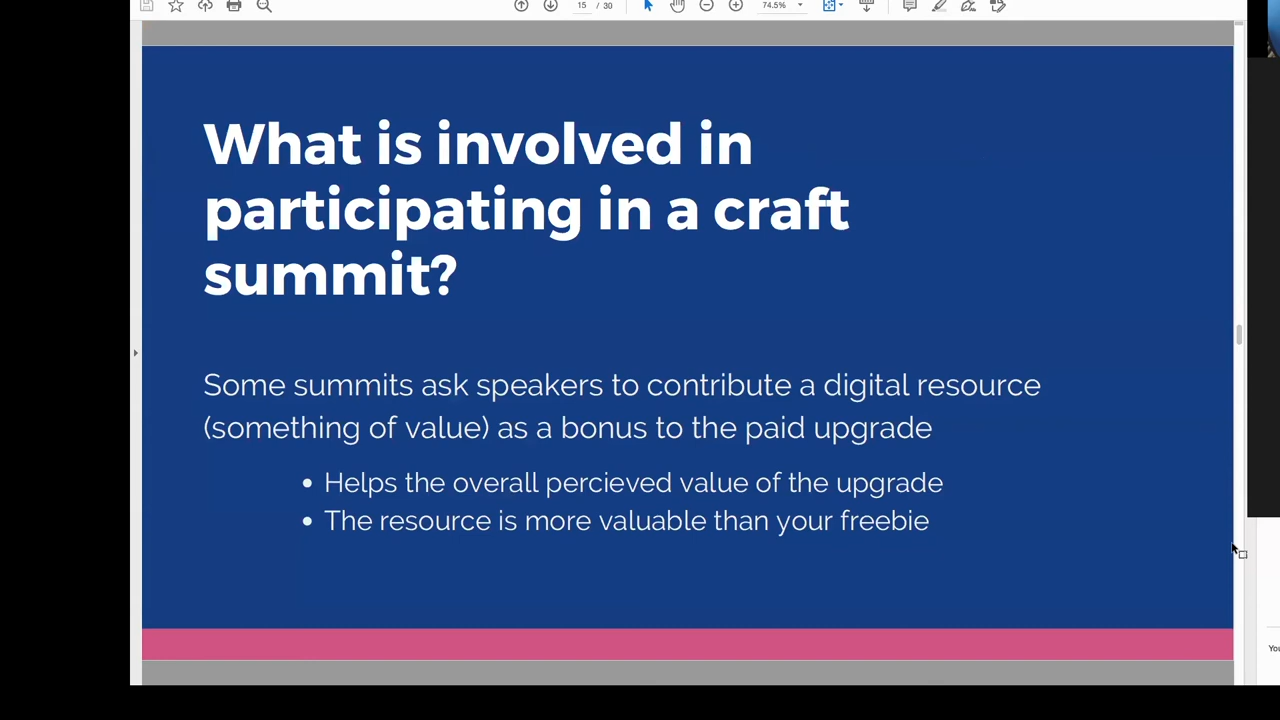 15 / 30
74.5%
What is involved in
participating in a craft
summit?
Some summits ask speakers to contribute a digital resource
(something of value) as a bonus to the paid upgrade
• Helps the overall percieved value of the upgrade
• The resource is more valuable than your freebie